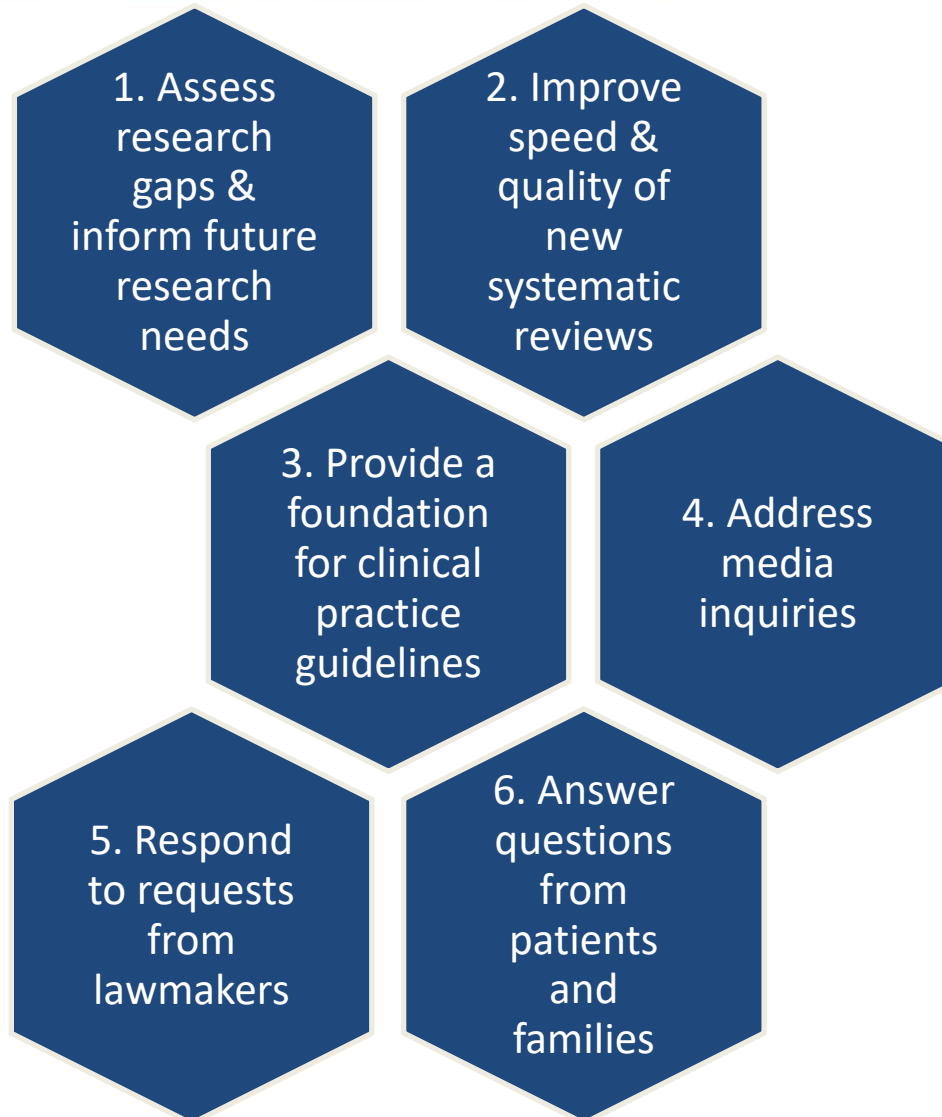 1. Assess
research
gaps &
inform future
research
needs
2. Improve
speed &
quality of
new
systematic
reviews
3. Provide a
foundation
for clinical
practice
guidelines
4. Address
media
inquiries
5. Respond
to requests
from
lawmakers
6. Answer
questions
from
patients
and
families